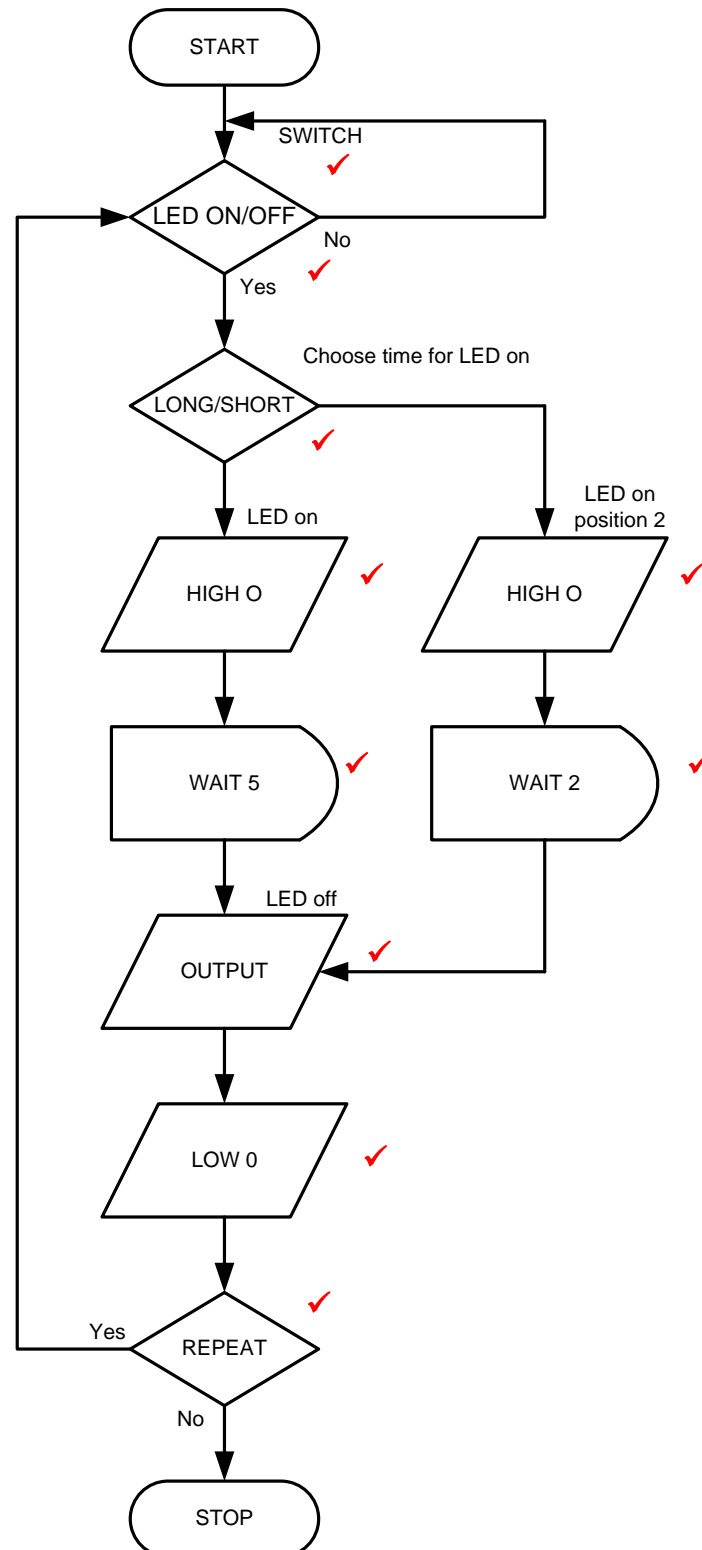 START
SWITCH
LED ON/OFF
No
Yes
Choose time for LED on
LONG/SHORT
LED on
LED on
position 2
HIGH O
HIGH O
WAIT 5
WAIT 2
LED off
OUTPUT
LOW 0
Yes
REPEAT
No
STOP